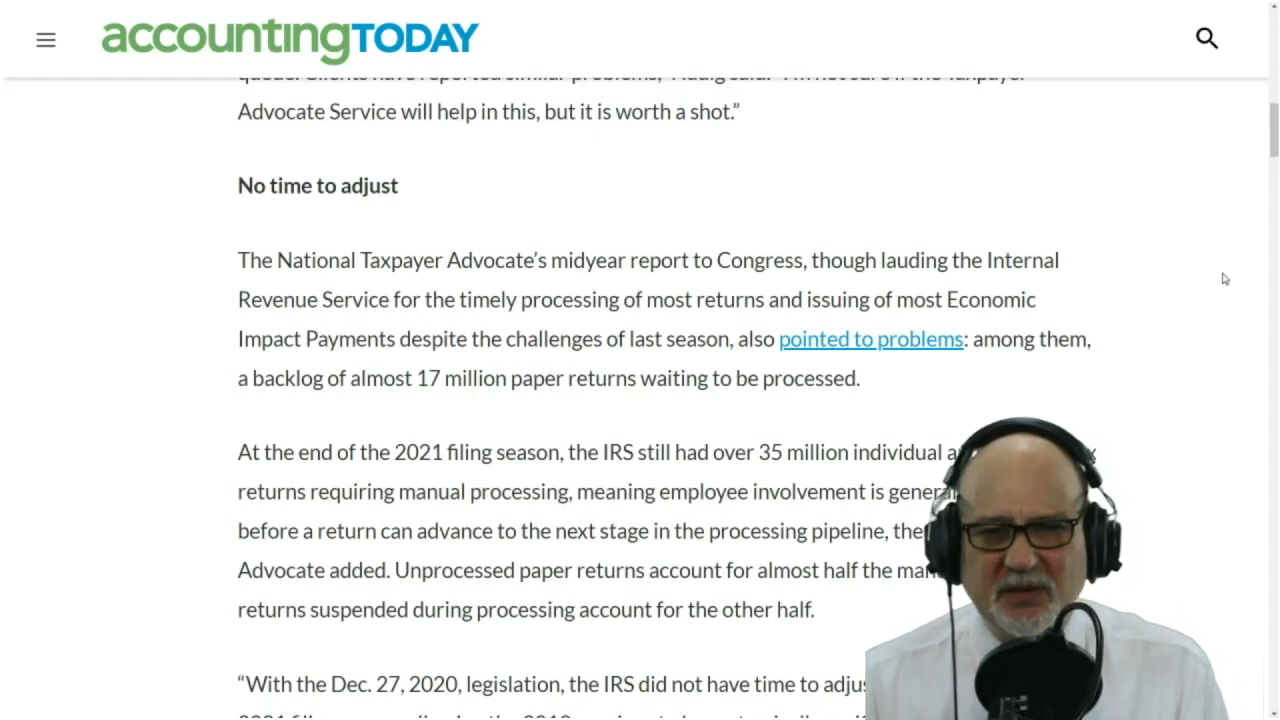 accountingTODAY
Advocate Service will help in this, but it is worth a shot.”
No time to adjust
The National Taxpayer Advocate’s midyear report to Congress, though lauding the Internal
Revenue Service for the timely processing of most returns and issuing of most Economic
Impact Payments despite the challenges of last season, also pointed to problems: among them,
a backlog of almost 17 million paper returns waiting to be processed.
At the end of the 2021 filing season, the IRS still had over 35 million individual
returns requiring manual processing, meaning employee involvement is
before a return can advance to the next stage in the processing pipeline,
Advocate added. Unprocessed paper returns account for almost half the
returns suspended during processing account for the other half.
“With the Dec. 27, 2020, legislation, the IRS did not have time to